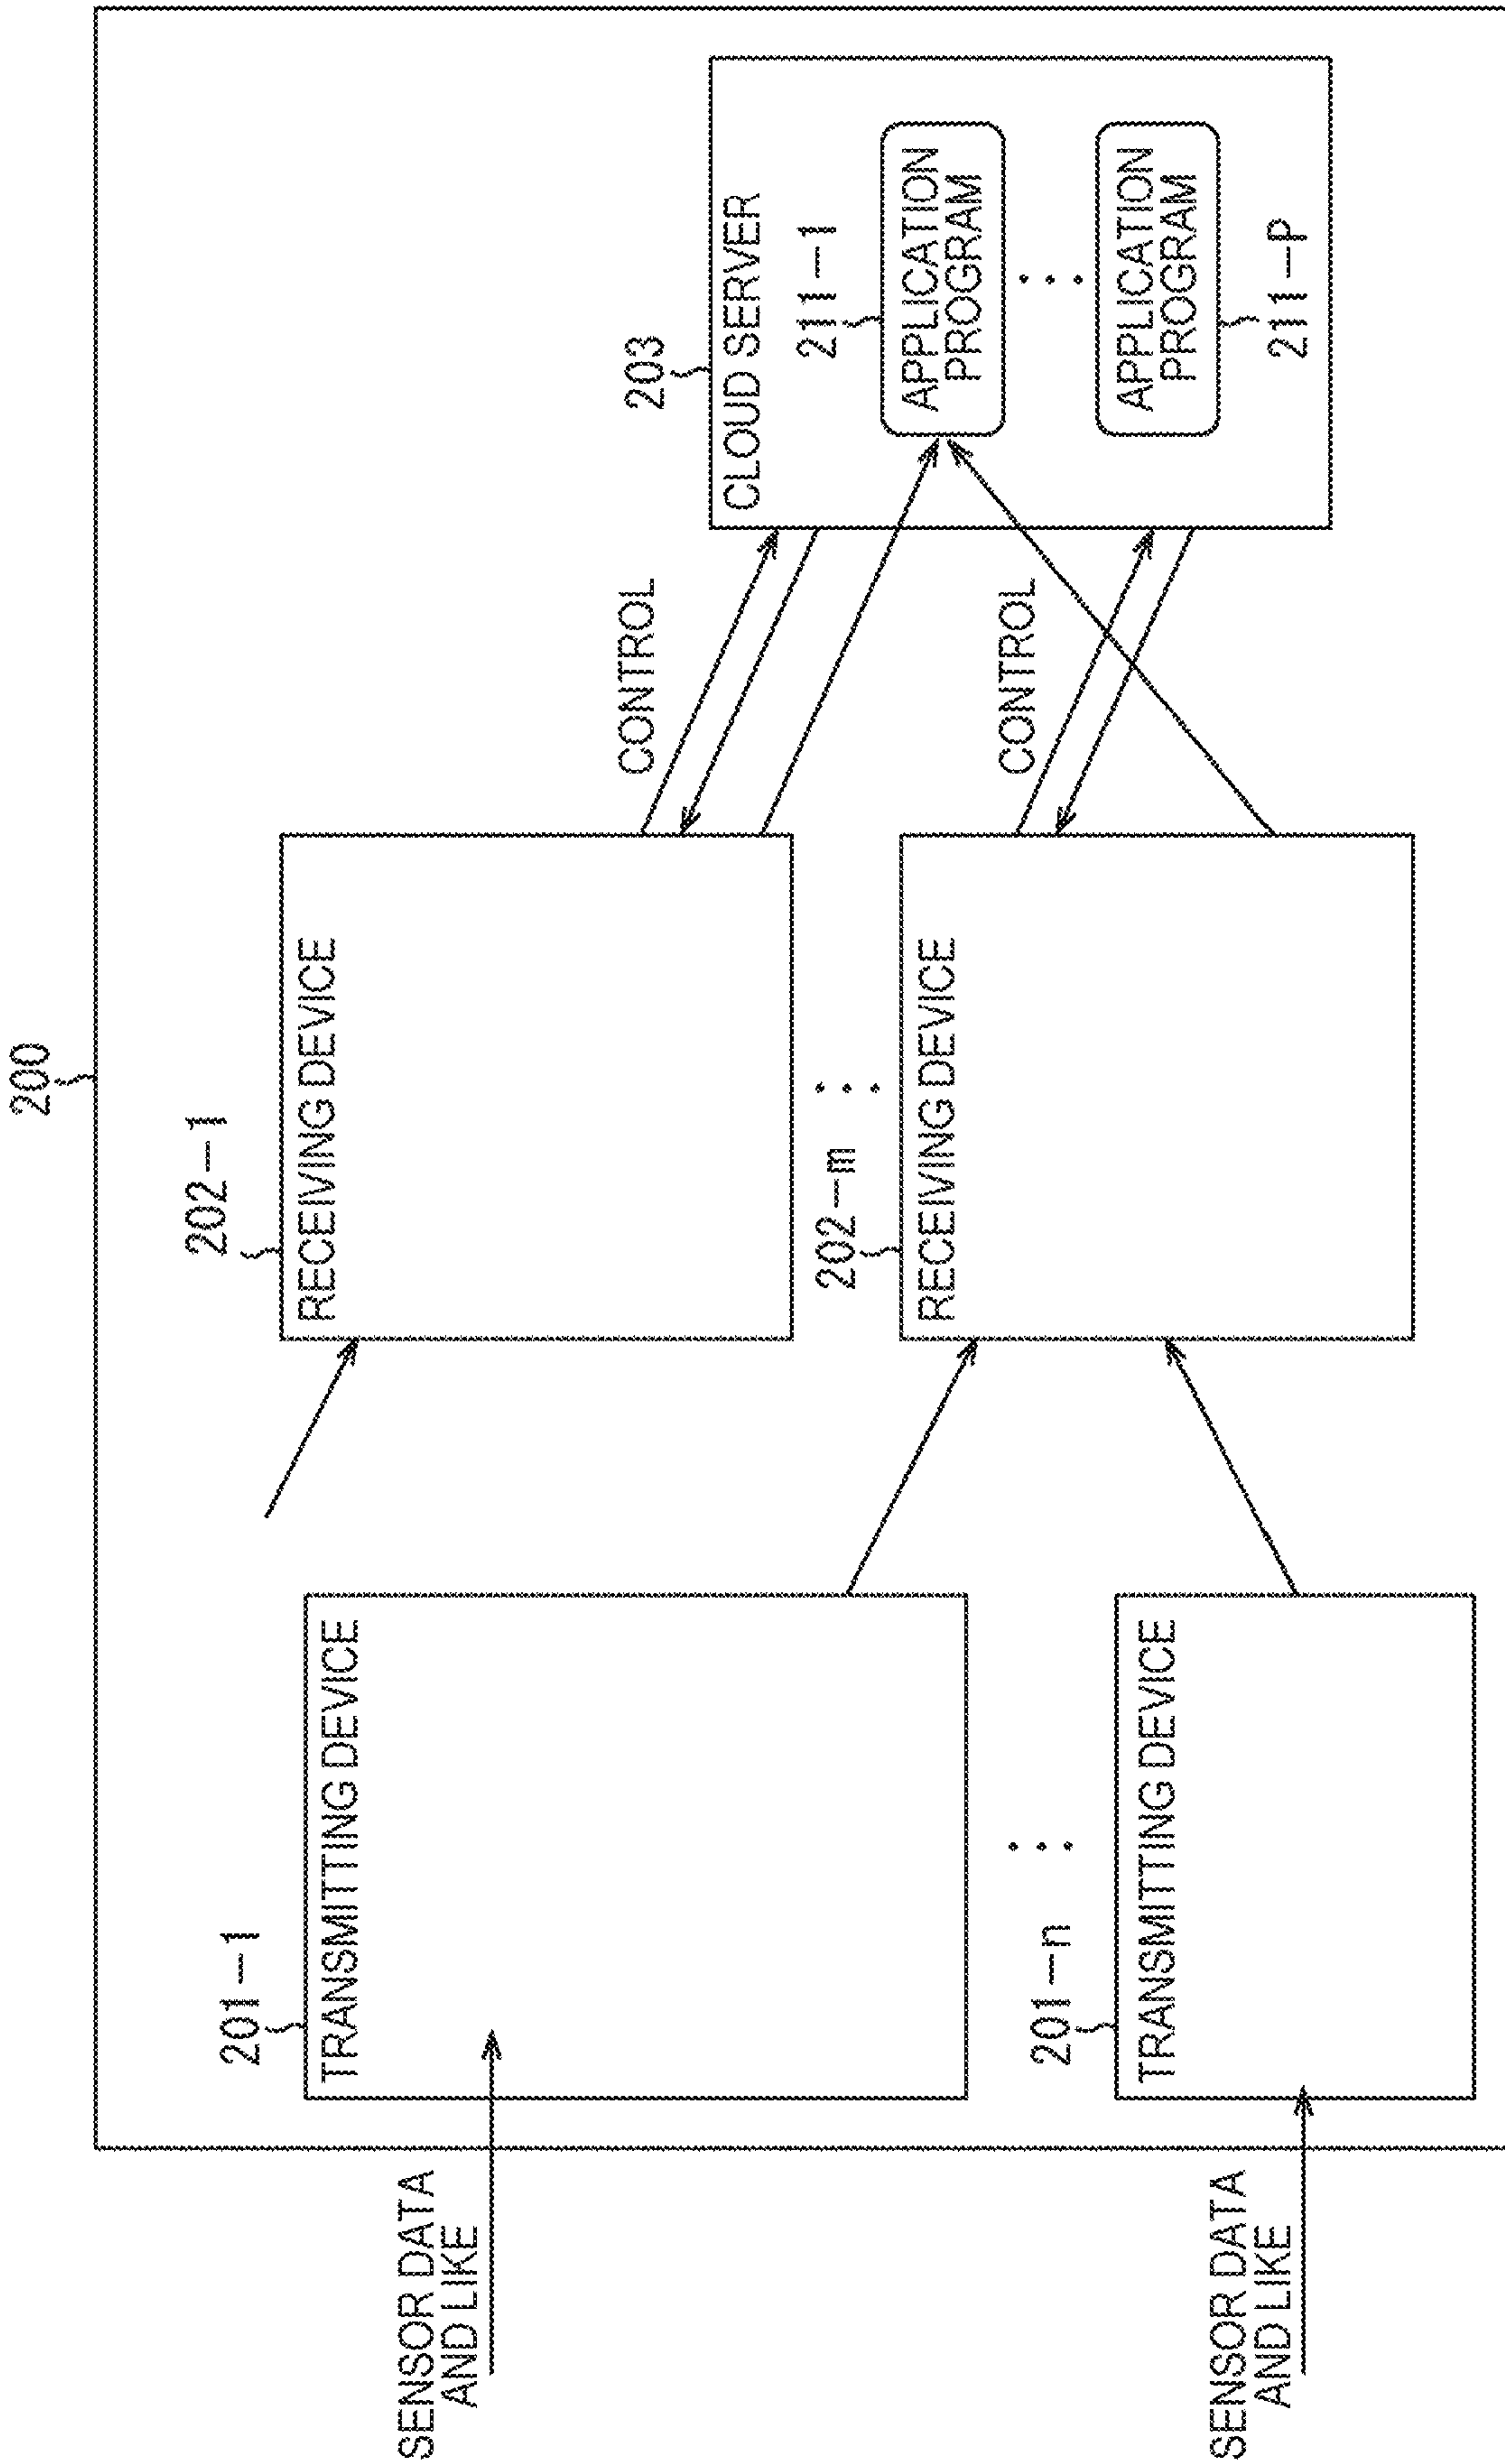 200
201-1
TRANSMITTING DEVICE
SENSOR DATA
AND LIKE
201-n
TRANSMITTING DEVICE
SENSOR DATA
AND LIKE
202-1
RECEIVING DEVICE
202-m
RECEIVING DEVICE
CONTROL
CONTROL
203
CLOUD SERVER
211-1
APPLICATION
PROGRAM
APPLICATION
PROGRAM
211-P